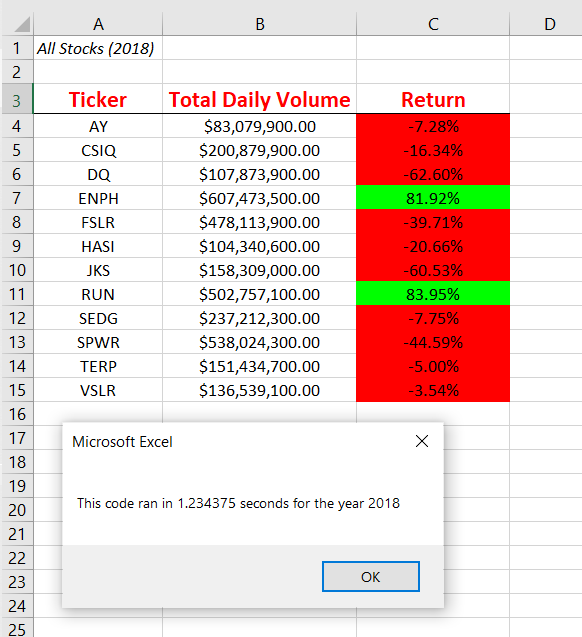 A B C D
1 All Stocks (2018)
2
3 Ticker Total Daily Volume Return
4 AY $83,079,900.00 -7.28%
5 CSIQ $200,879,900.00 -16.34%
6 DQ $107,873,900.00 -62.60%
7 ENPH $607,473,500.00 81.92%
8 FSLR $478,113,900.00 -39.71%
9 HASI $104,340,600.00 -20.66%
10 JKS $158,309,000.00 -60.53%
11 RUN $502,757,100.00 83.95%
12 SEDG $237,212,300.00 -7.75%
13 SPWR $538,024,300.00 -44.59%
14 TERP $151,434,700.00 -5.00%
15 VSLR $136,539,100.00 -3.54%
16
17 Microsoft Excel
18
19
20 This code ran in 1.234375 seconds for the year 2018
21
22
23 OK
24
25